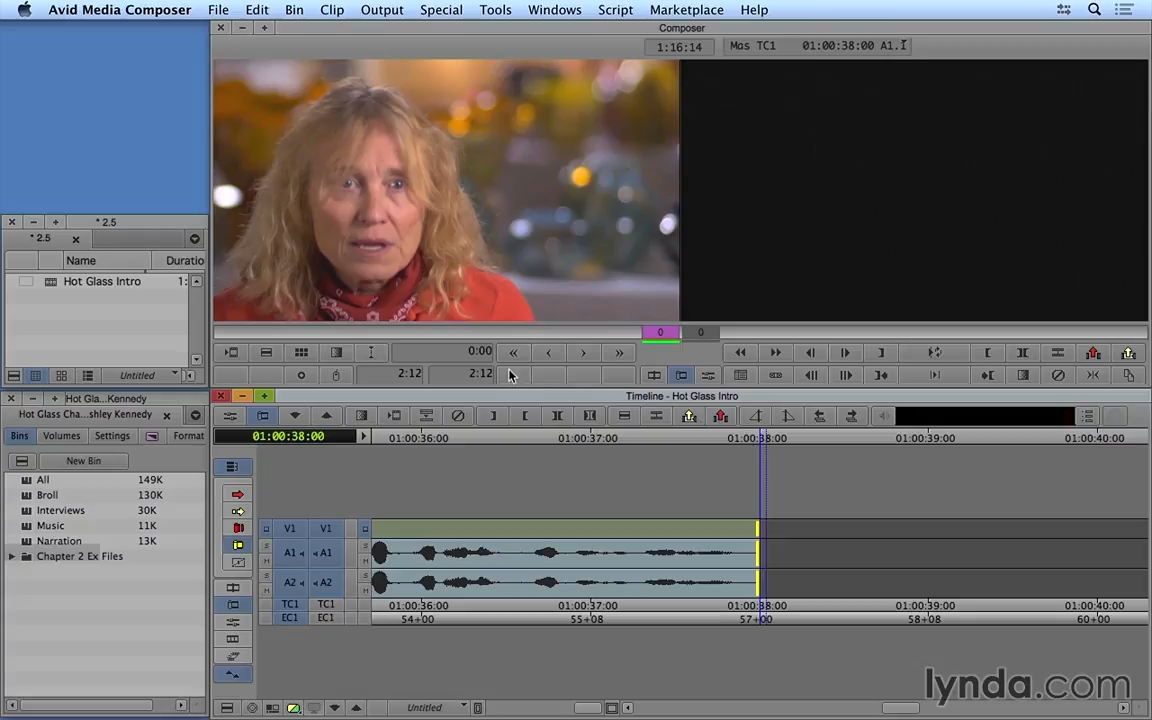 Avid Media Composer File Edit Bin Clip Output Special Tools Windows Script Marketplace Help
Composer
1:16:14 Mas TC1 01:00:38:00 A1.
* 2.5
* 2.5
Name Duratio
Hot Glass Intro 1:
0 0
0:00
Untitled 2:12 2:12
Hot Gla...Kennedy
Timeline - Hot Glass Intro
Hot Glass Cha...shley Kennedy
Bins Volumes Settings Format
01:00:38:00 01:00:36:00 01:00:37:00 01:00:38:00 01:00:39:00 01:00:40:00
New Bin
All 149K
Broll 130K
Interviews 30K
Music 11K
Narration 13K
Chapter 2 Ex Files
V1 V1
S
A1 A1
H
S
A2 A2
H
TC1 TC1 01:00:36:00 01:00:37:00 01:00:38:00 01:00:39:00 01:00:40:00
EC1 EC1 54+00 55+08 57+00 58+08 60+00
lynda.com
Untitled